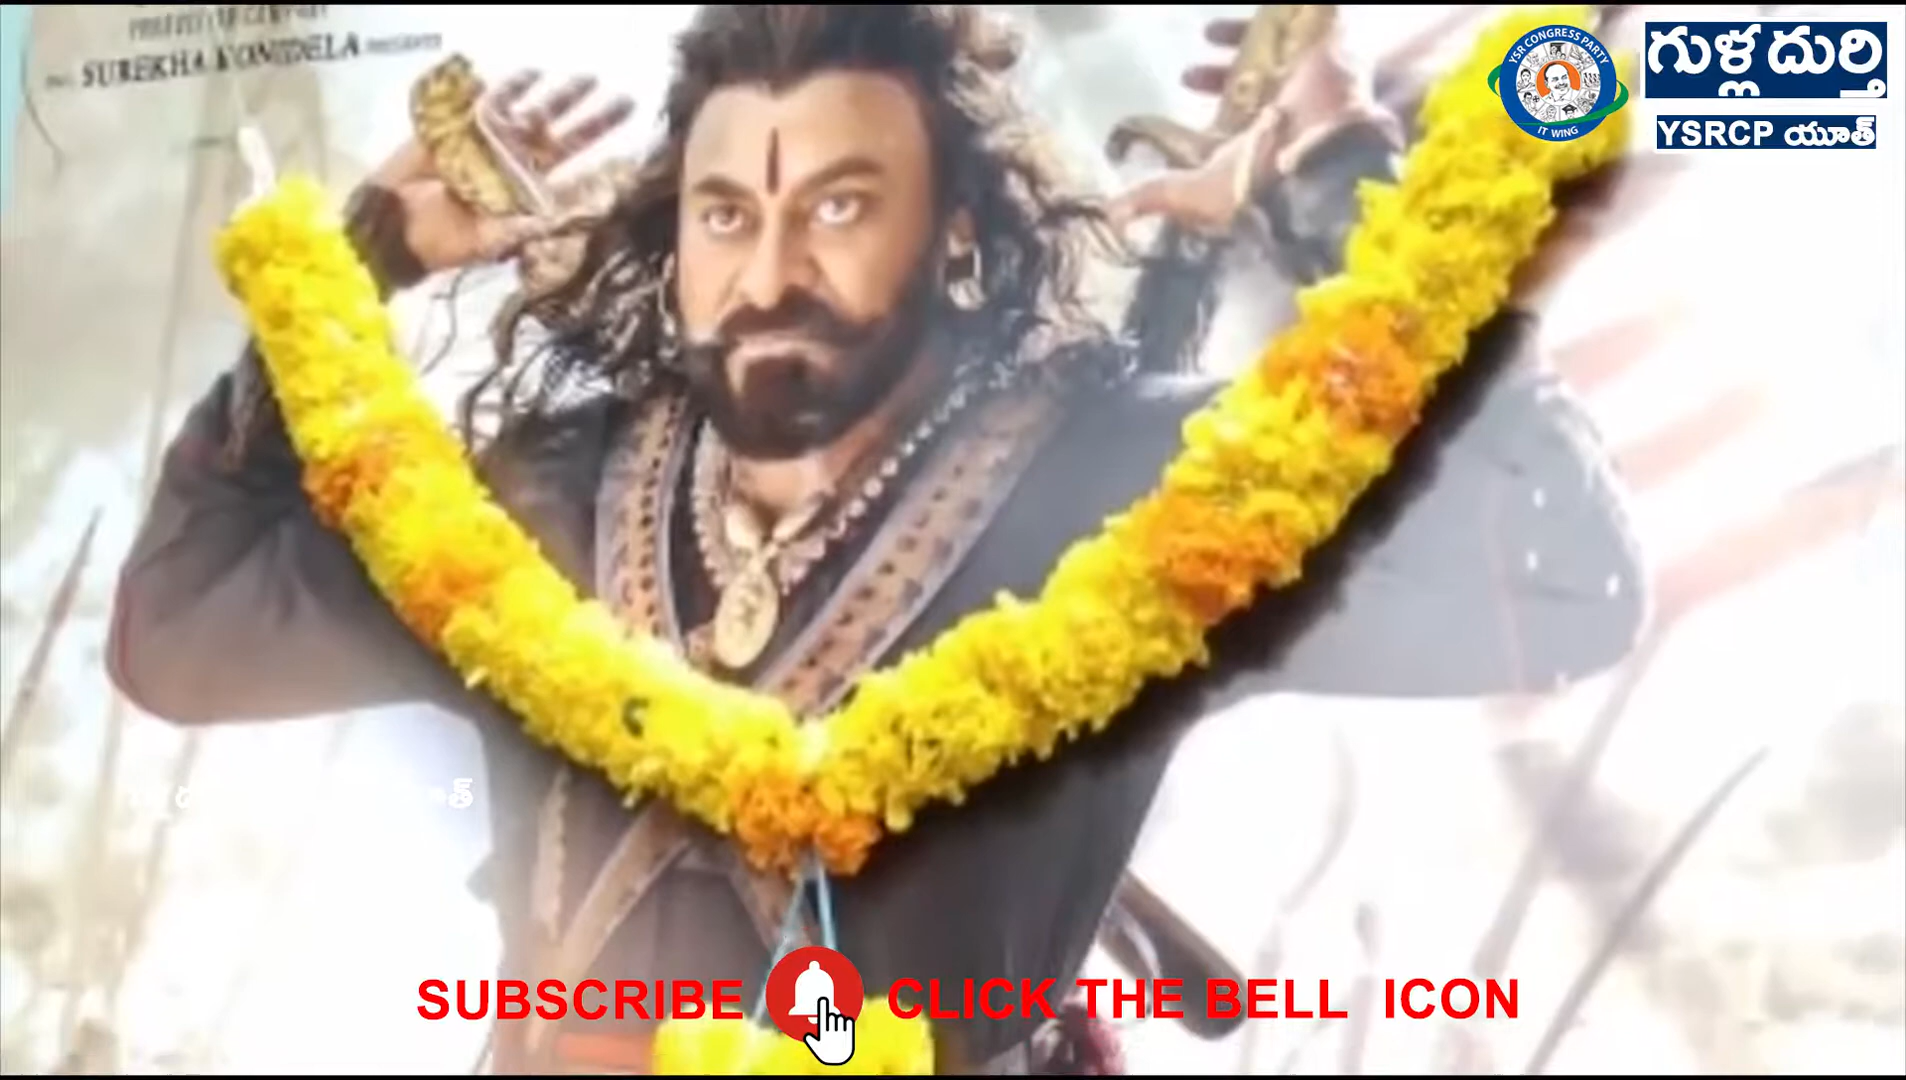 SUREKHA KONIDELA
YSR CONGRESS PARTY
IT WING
గుళ్లదుర్తి
YSRCP యూత్
SUBSCRIBE CLICK THE BELL ICON